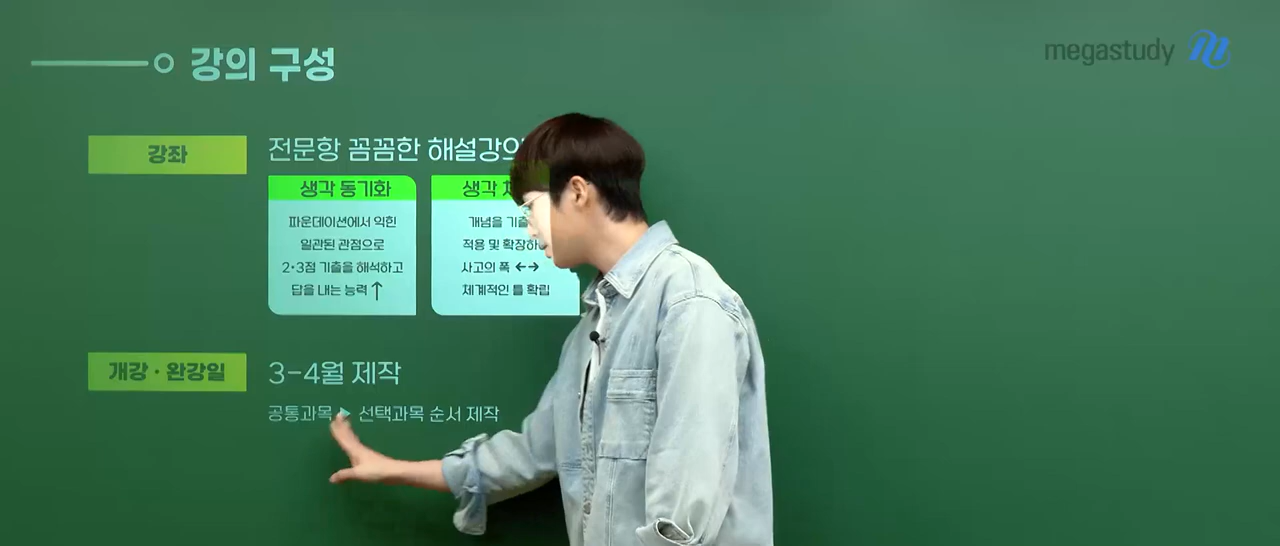 강의 구성
megastudy
강좌
전문항 꼼꼼한 해설강의
생각 동기화
파운데이션에서 익힌
일관된 관점으로
2·3점 기출을 해석하고
답을 내는 능력 ↑
생각
개념을 기출
적용 및 확장하
사고의 폭 ↔
체계적인 틀 확립
개강 · 완강일
3-4월 제작
공통과목 ▶ 선택과목 순서 제작